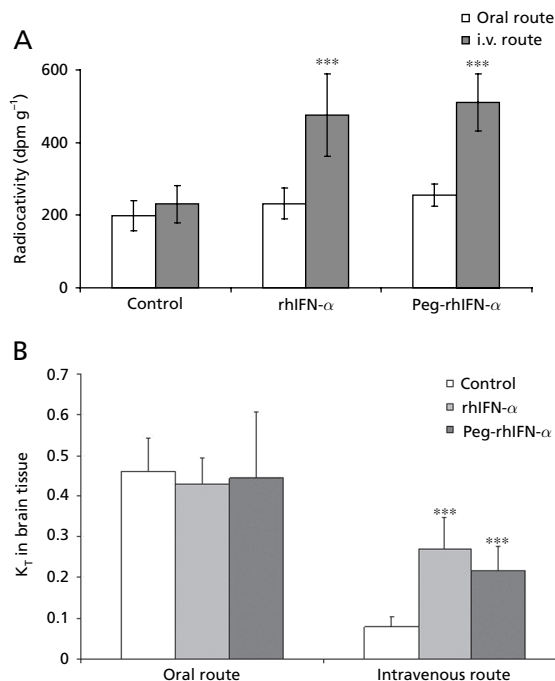 A
Oral route
i.v. route
Radiocativity (dpm g⁻¹)
600
400
200
0
***
***
Control
rhIFN-α
Peg-rhIFN-α
B
Control
rhIFN-α
Peg-rhIFN-α
K_T in brain tissue
0.7
0.6
0.5
0.4
0.3
0.2
0.1
0
***
***
Oral route
Intravenous route